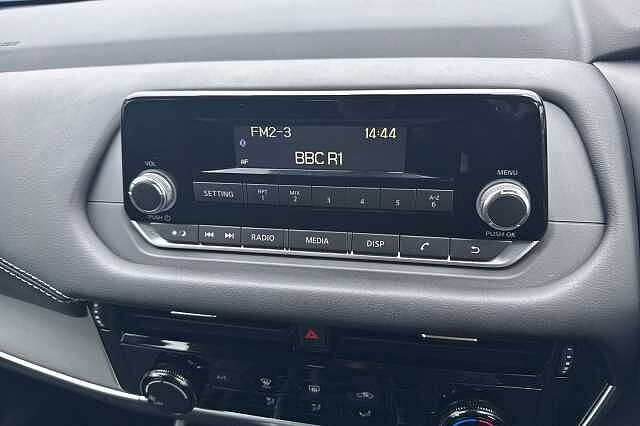 FM2-3 14:44
AF
BBC R1
VOL
MENU
SETTING RPT 1 MIX 2 3 4 5 A-Z 6
PUSH
PUSH OK
RADIO MEDIA DISP
A/C